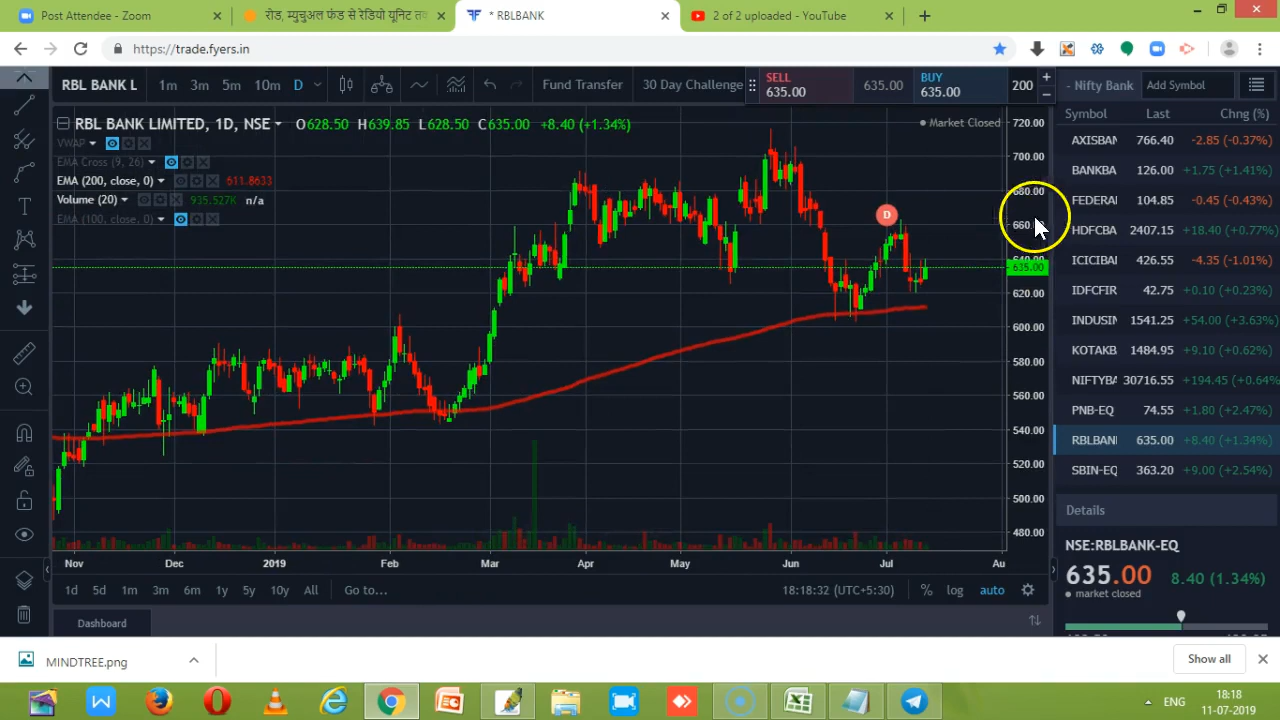 Post Attendee - Zoom
रोड, म्युचुअल फंड से रेडियो यूनिट तक
* RBLBANK
2 of 2 uploaded - YouTube
https://trade.fyers.in
RBL BANK L
1m 3m 5m 10m D
Fund Transfer
30 Day Challenge
SELL
635.00
635.00
BUY
635.00
200
- Nifty Bank
Add Symbol
RBL BANK LIMITED, 1D, NSE
O628.50 H639.85 L628.50 C635.00 +8.40 (+1.34%)
Market Closed
VWAP
EMA Cross (9, 26)
EMA (200, close, 0) 611.8633
Volume (20) 935.527K n/a
EMA (100, close, 0)
D
720.00
700.00
680.00
660.00
640.00
635.00
620.00
600.00
580.00
560.00
540.00
520.00
500.00
480.00
Nov Dec 2019 Feb Mar Apr May Jun Jul Au
1d 5d 1m 3m 6m 1y 5y 10y All Go to...
18:18:32 (UTC+5:30) % log auto
Dashboard
Symbol Last Chng (%)
AXISBAN 766.40 -2.85 (-0.37%)
BANKBA 126.00 +1.75 (+1.41%)
FEDERAL 104.85 -0.45 (-0.43%)
HDFCBA 2407.15 +18.40 (+0.77%)
ICICIBAI 426.55 -4.35 (-1.01%)
IDFCFIR 42.75 +0.10 (+0.23%)
INDUSIN 1541.25 +54.00 (+3.63%)
KOTAKB 1484.95 +9.10 (+0.62%)
NIFTYBA 30716.55 +194.45 (+0.64%
PNB-EQ 74.55 +1.80 (+2.47%)
RBLBANI 635.00 +8.40 (+1.34%)
SBIN-EQ 363.20 +9.00 (+2.54%)
Details
NSE:RBLBANK-EQ
635.00 8.40 (1.34%)
market closed
MINDTREE.png
Show all
ENG
18:18
11-07-2019